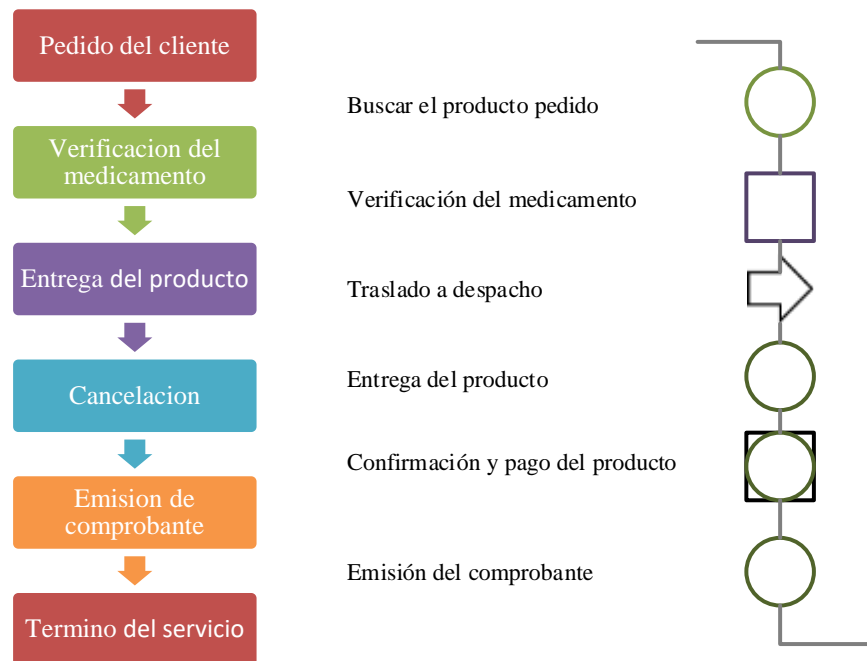 Pedido del cliente
Verificacion del
medicamento
Entrega del producto
Cancelacion
Emision de
comprobante
Termino del servicio
Buscar el producto pedido
Verificación del medicamento
Traslado a despacho
Entrega del producto
Confirmación y pago del producto
Emisión del comprobante